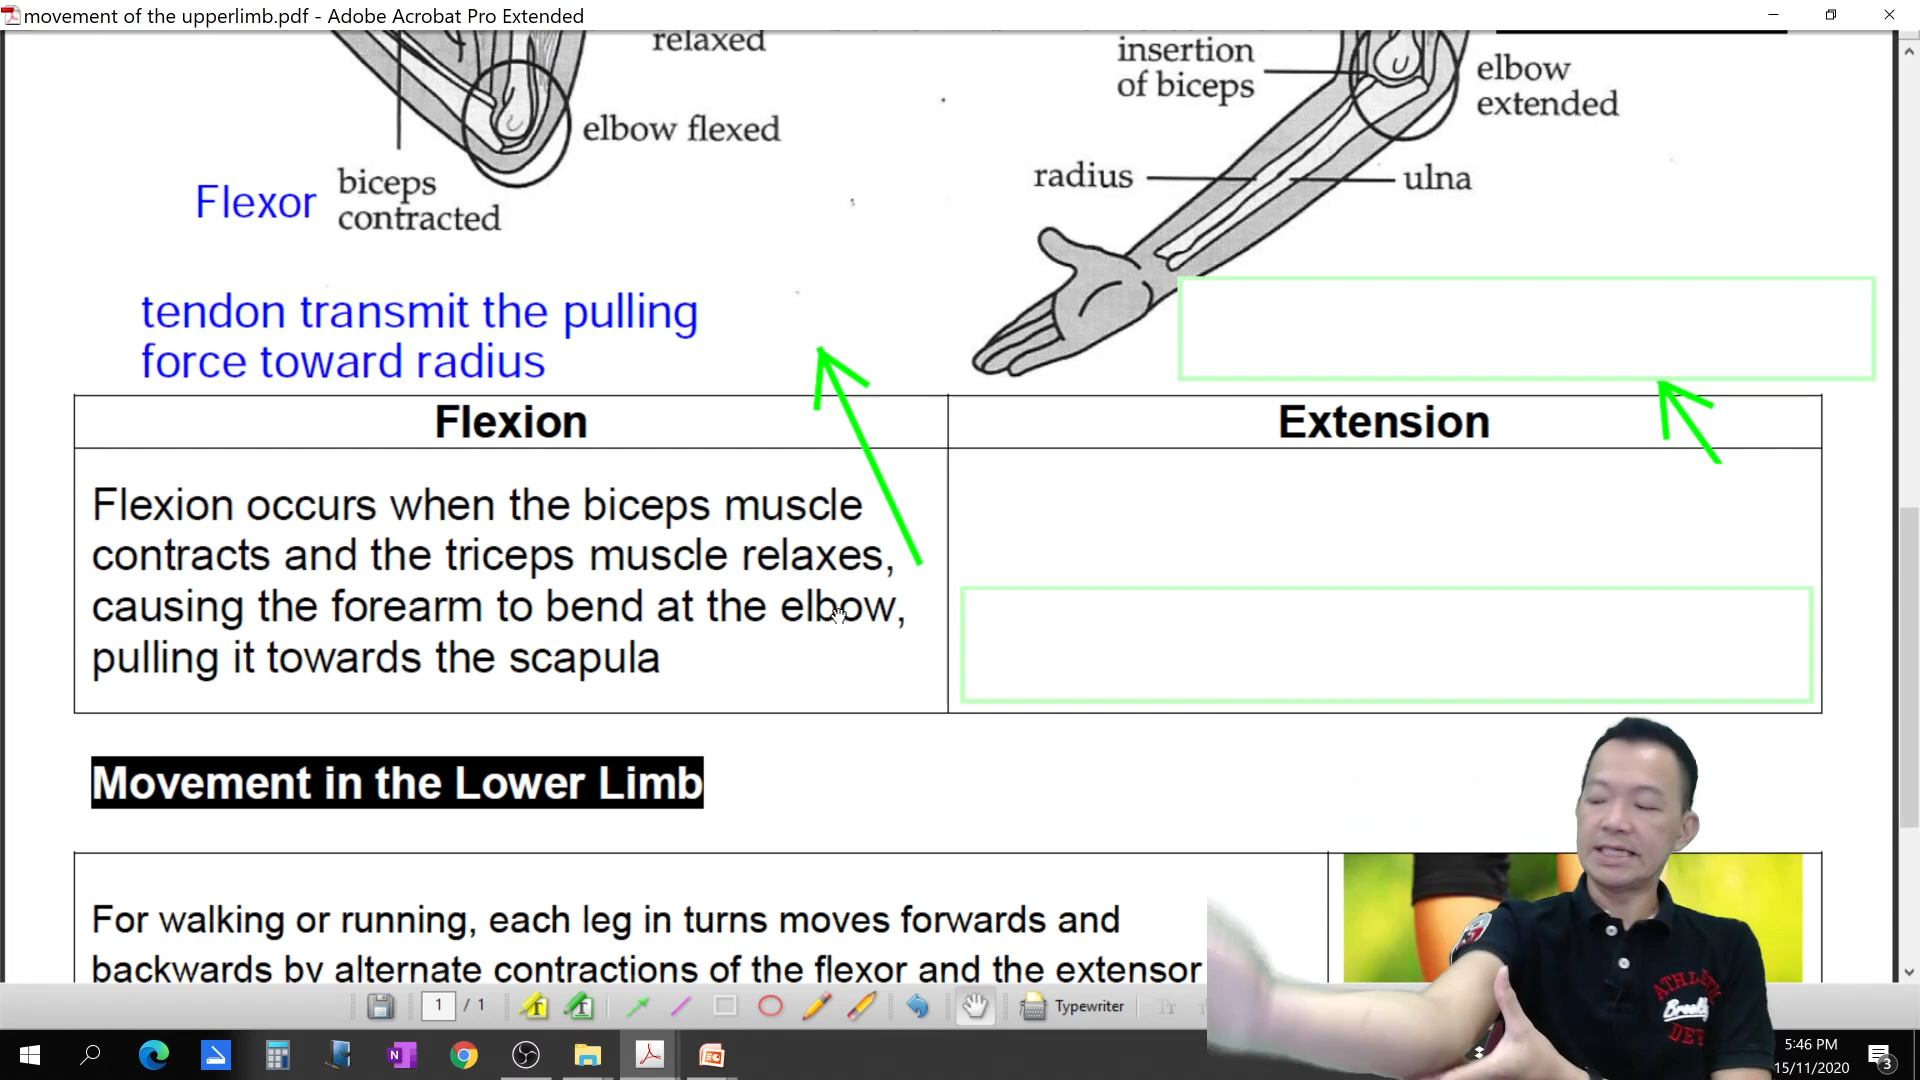 movement of the upperlimb.pdf - Adobe Acrobat Pro Extended
relaxed
insertion
of biceps
elbow
extended
elbow flexed
radius
ulna
Flexor
biceps
contracted
tendon transmit the pulling
force toward radius
Flexion
Extension
Flexion occurs when the biceps muscle
contracts and the triceps muscle relaxes,
causing the forearm to bend at the elbow,
pulling it towards the scapula
Movement in the Lower Limb
For walking or running, each leg in turns moves forwards and
backwards by alternate contractions of the flexor and the extensor
1 / 1
Typewriter
5:46 PM
15/11/2020
3